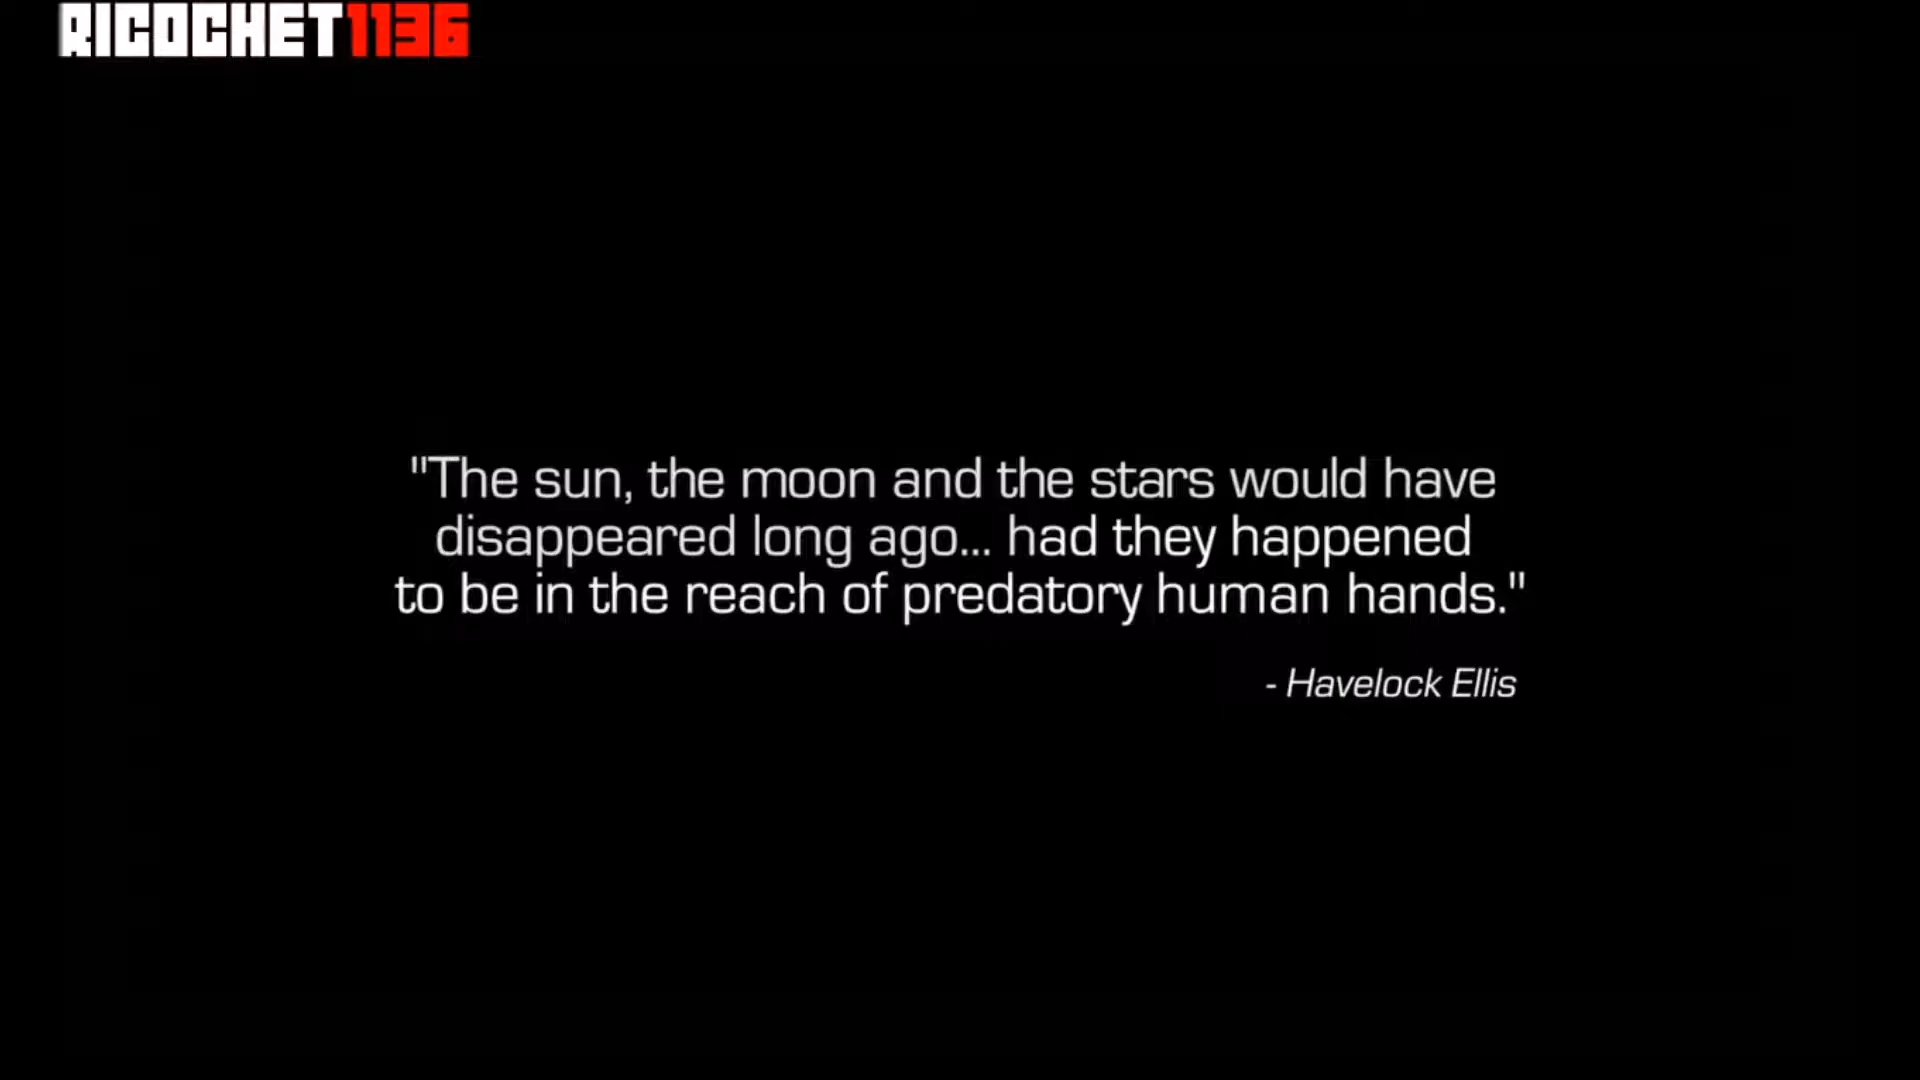 RICOCHET1136
"The sun, the moon and the stars would have
disappeared long ago... had they happened
to be in the reach of predatory human hands."
- Havelock Ellis